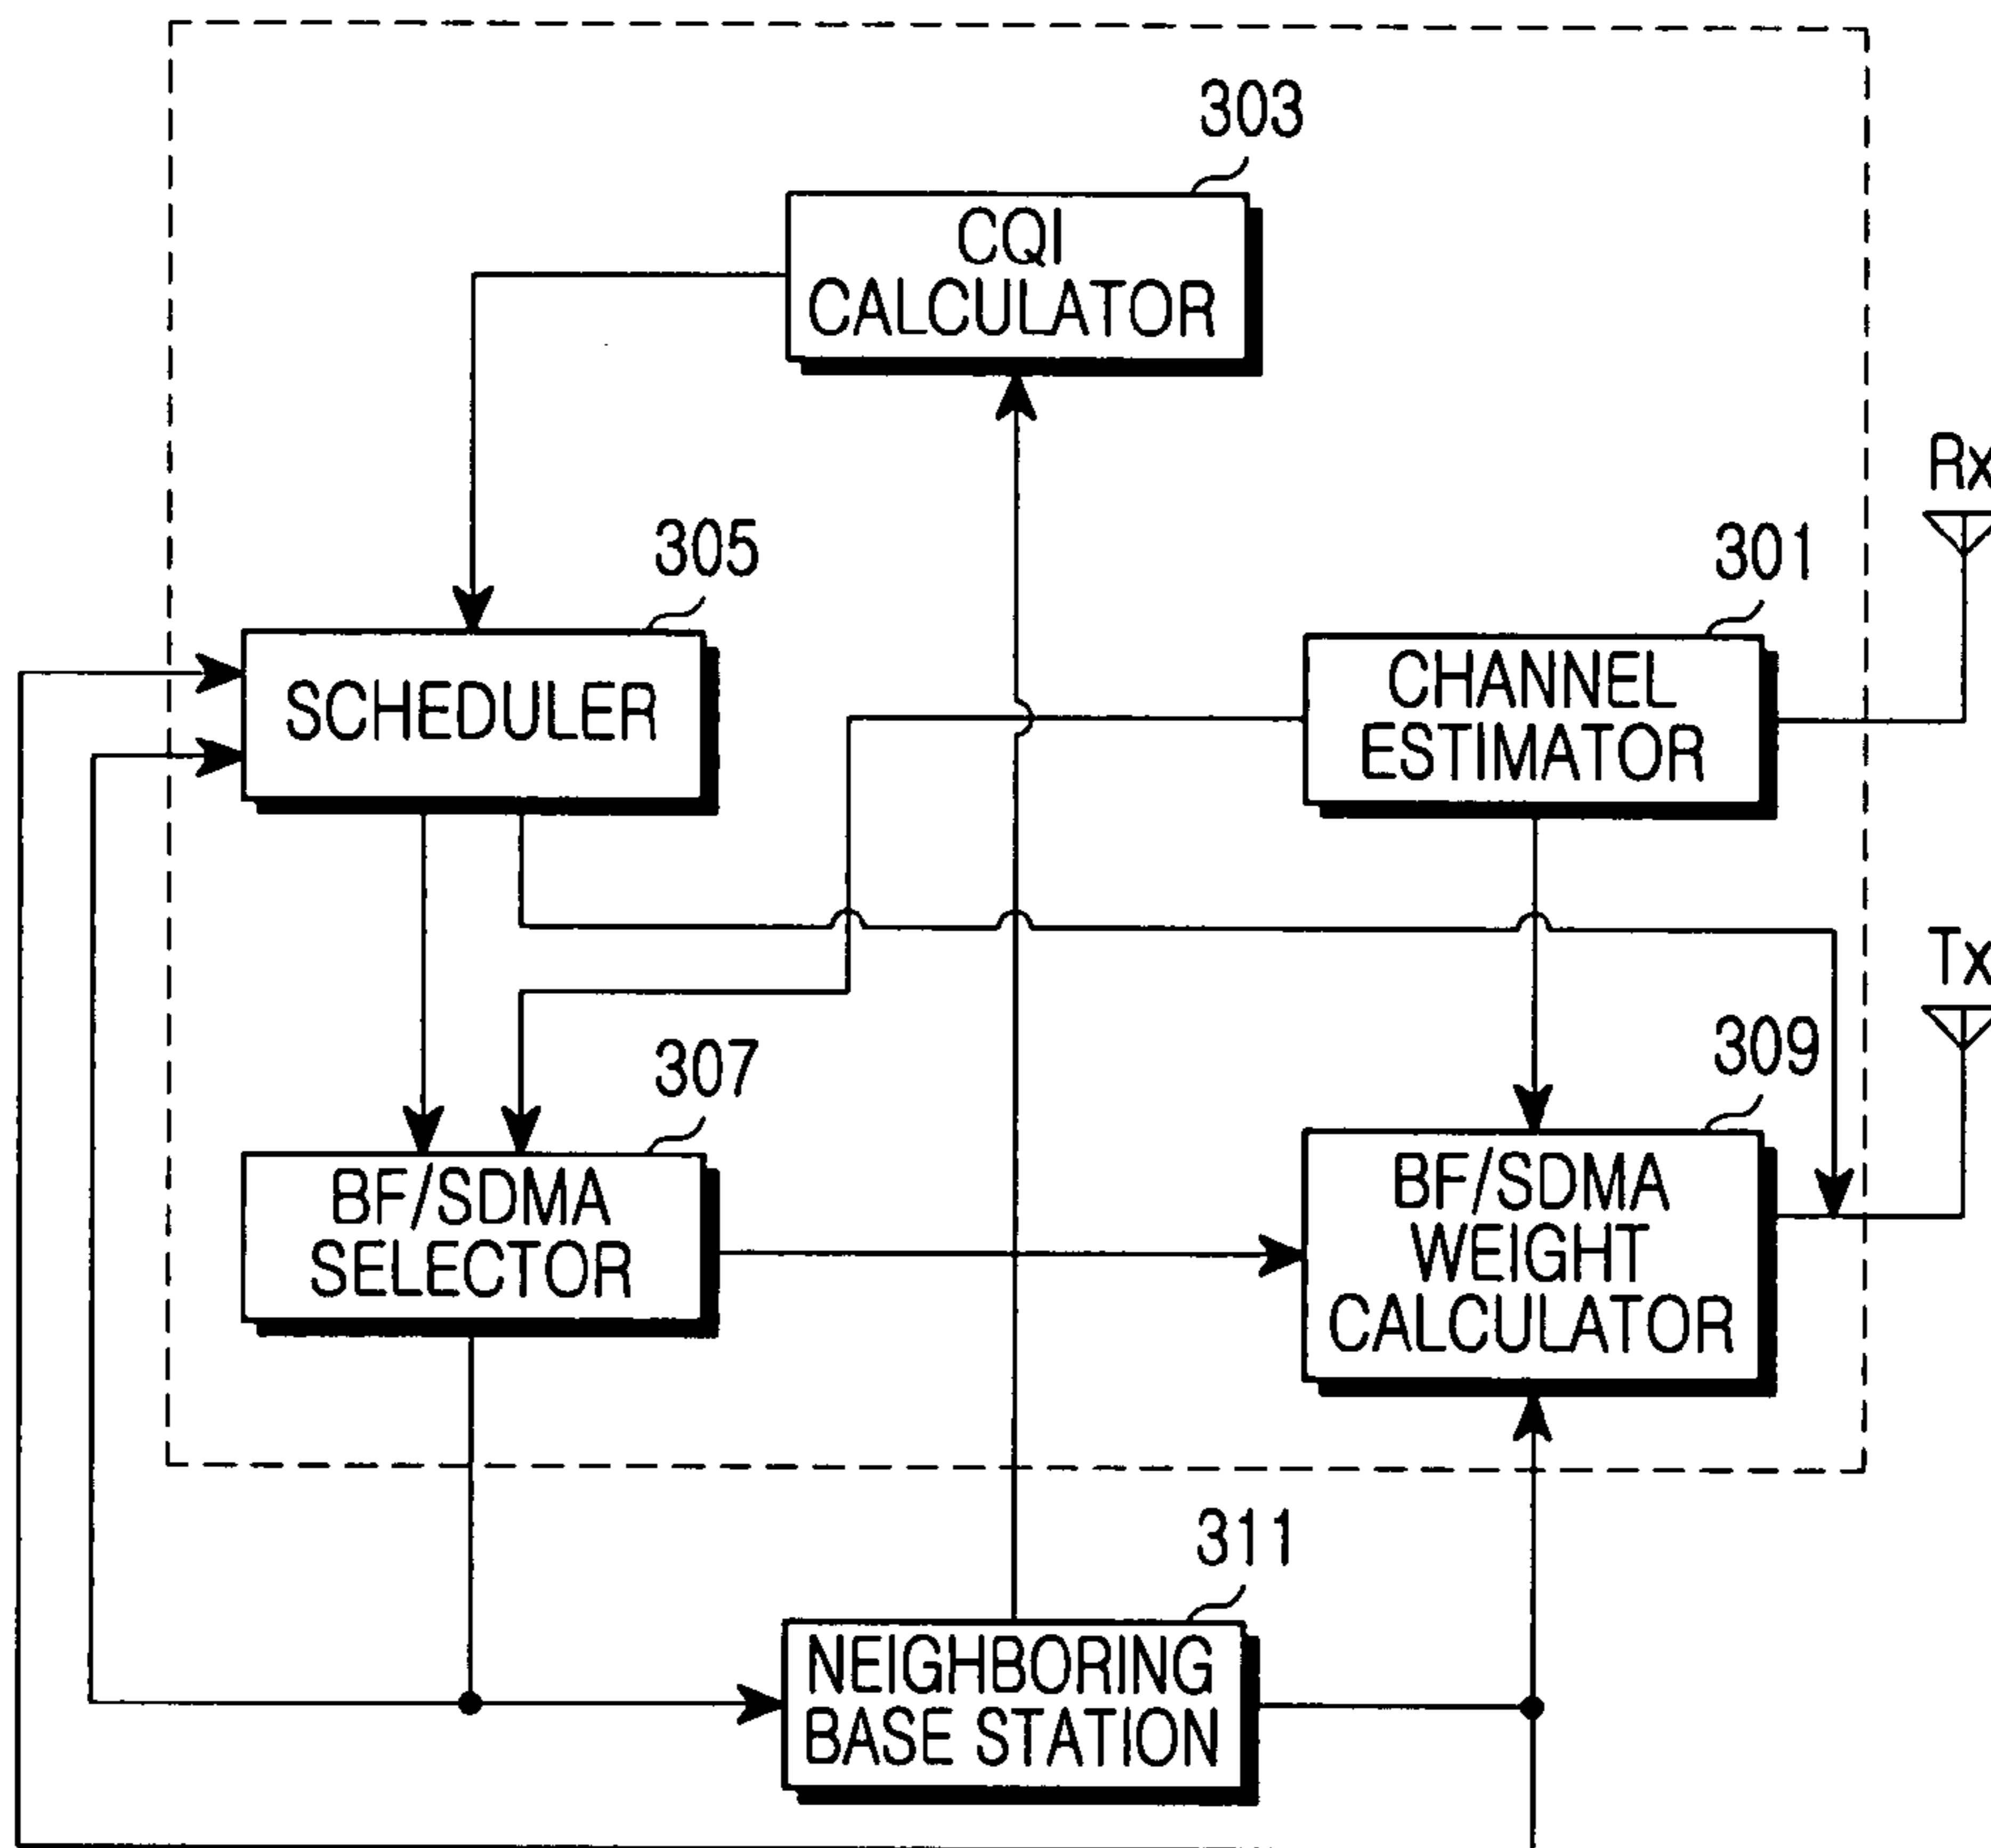 303
CQI
CALCULATOR
Rx
305
301
SCHEDULER
CHANNEL
ESTIMATOR
Tx
307
309
BF/SDMA
SELECTOR
BF/SDMA
WEIGHT
CALCULATOR
311
NEIGHBORING
BASE STATION